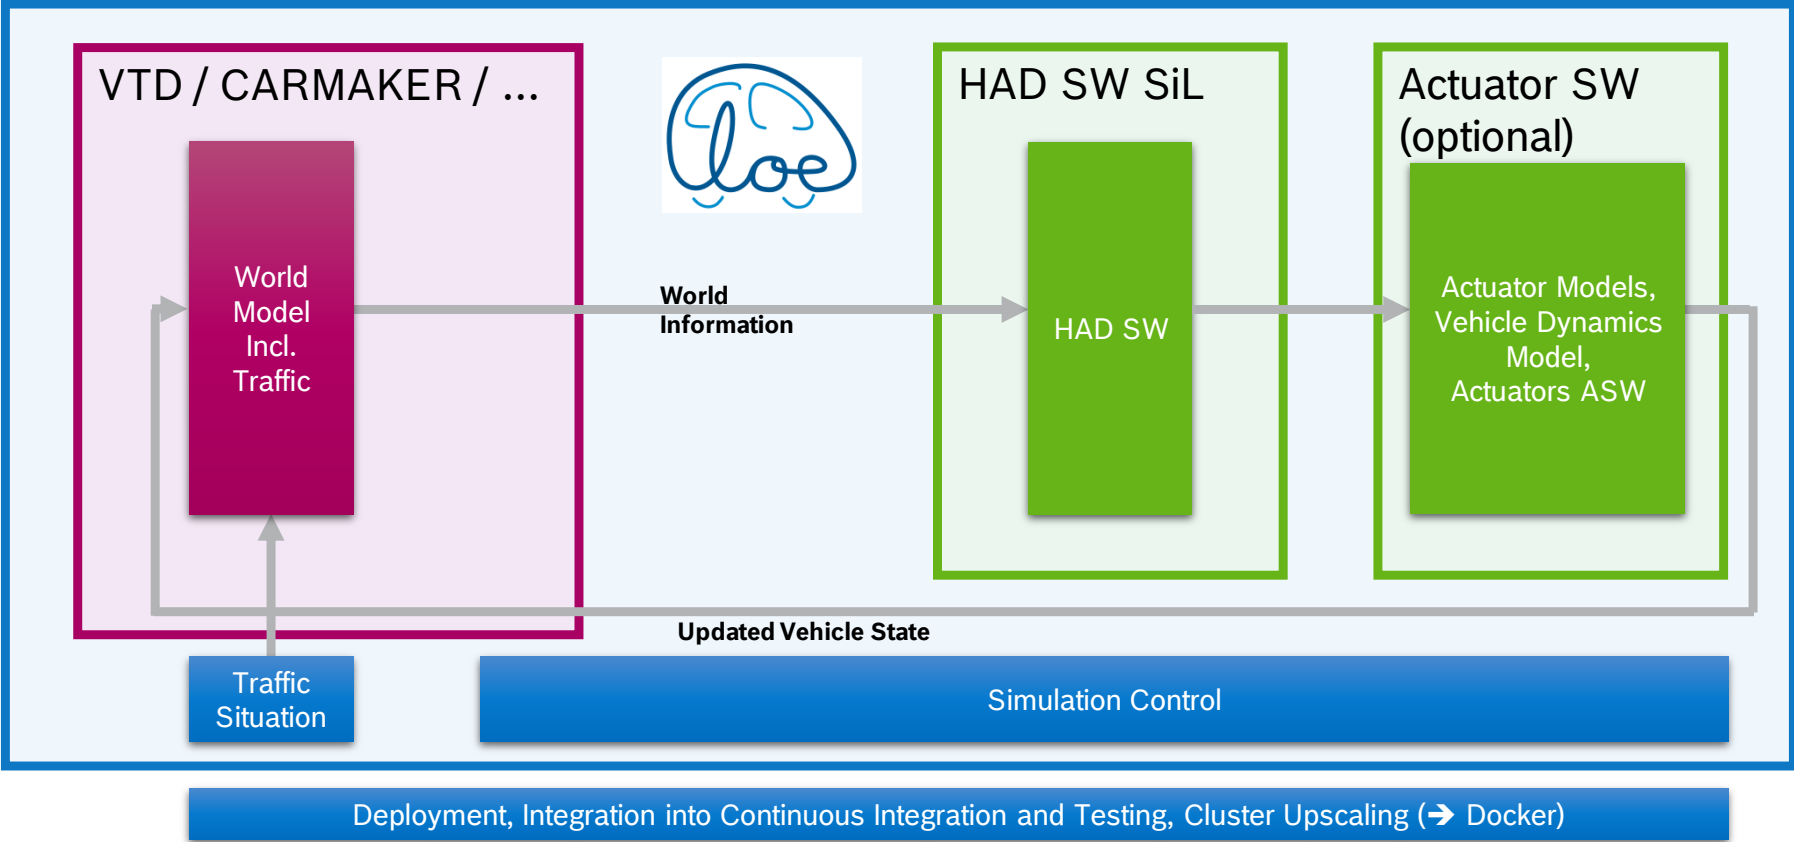 VTD / CARMAKER / ...
loe
HAD SW SiL
Actuator SW
(optional)
World
Model
Incl.
Traffic
World
Information
HAD SW
Actuator Models,
Vehicle Dynamics
Model,
Actuators ASW
Updated Vehicle State
Traffic
Situation
Simulation Control
Deployment, Integration into Continuous Integration and Testing, Cluster Upscaling (➔ Docker)